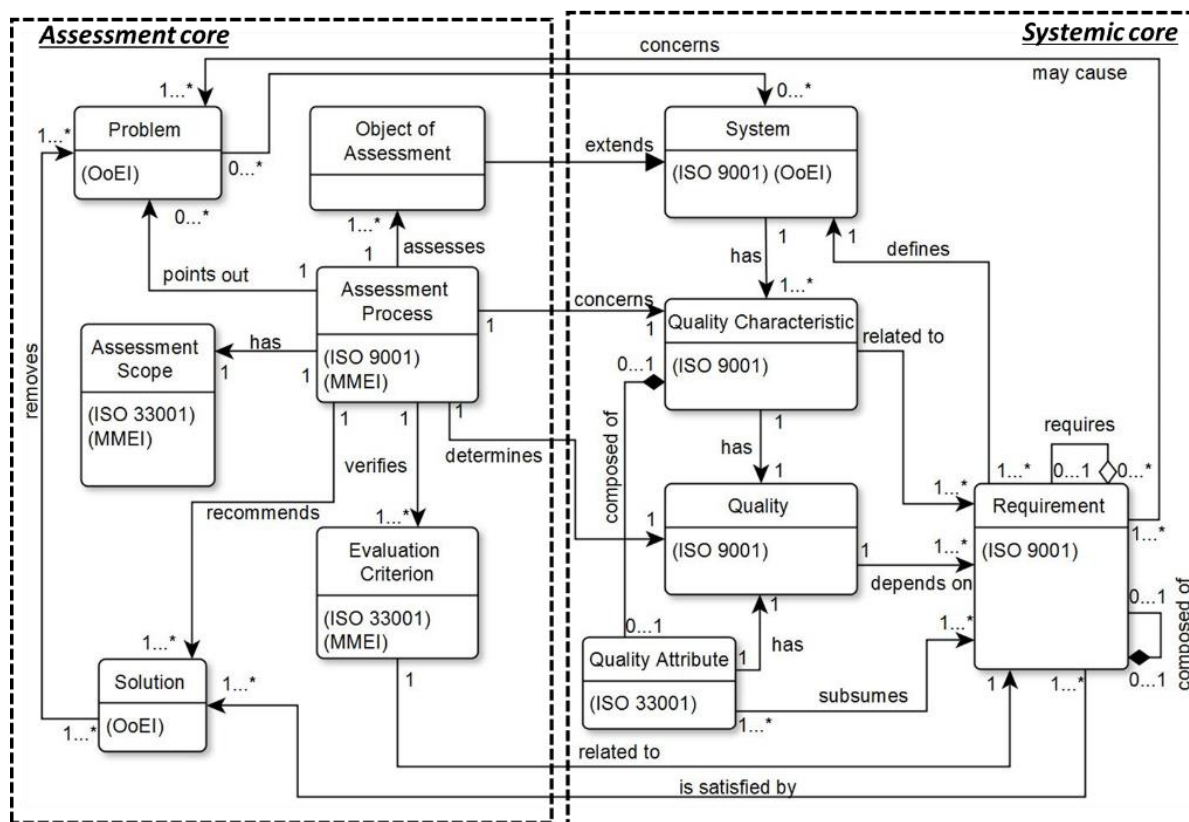 Assessment core
Systemic core
concerns
may cause
1...*
0...*
1...*
Problem
(OoEI)
0...*
Object of
Assessment
extends
System
(ISO 9001) (OoEI)
0...*
1...*
1
assesses
1
points out
1
has
1
defines
1...*
Assessment
Process
(ISO 9001)
(MMEI)
concerns
1
1
Quality Characteristic
(ISO 9001)
related to
removes
Assessment
Scope
(ISO 33001)
(MMEI)
has
1
1
0...1
composed of
1
1
1
verifies
determines
1
has
1
requires
1...*
0...1
0...*
1...*
recommends
1...*
1
Quality
(ISO 9001)
1
1...*
depends on
Requirement
(ISO 9001)
1...*
Evaluation
Criterion
(ISO 33001)
(MMEI)
1
1
has
0...1
composed of
0...1
0...1
1...*
Quality Attribute
(ISO 33001)
1
1...*
subsumes
1...*
Solution
(OoEI)
1...*
1...*
1
1
1...*
related to
is satisfied by